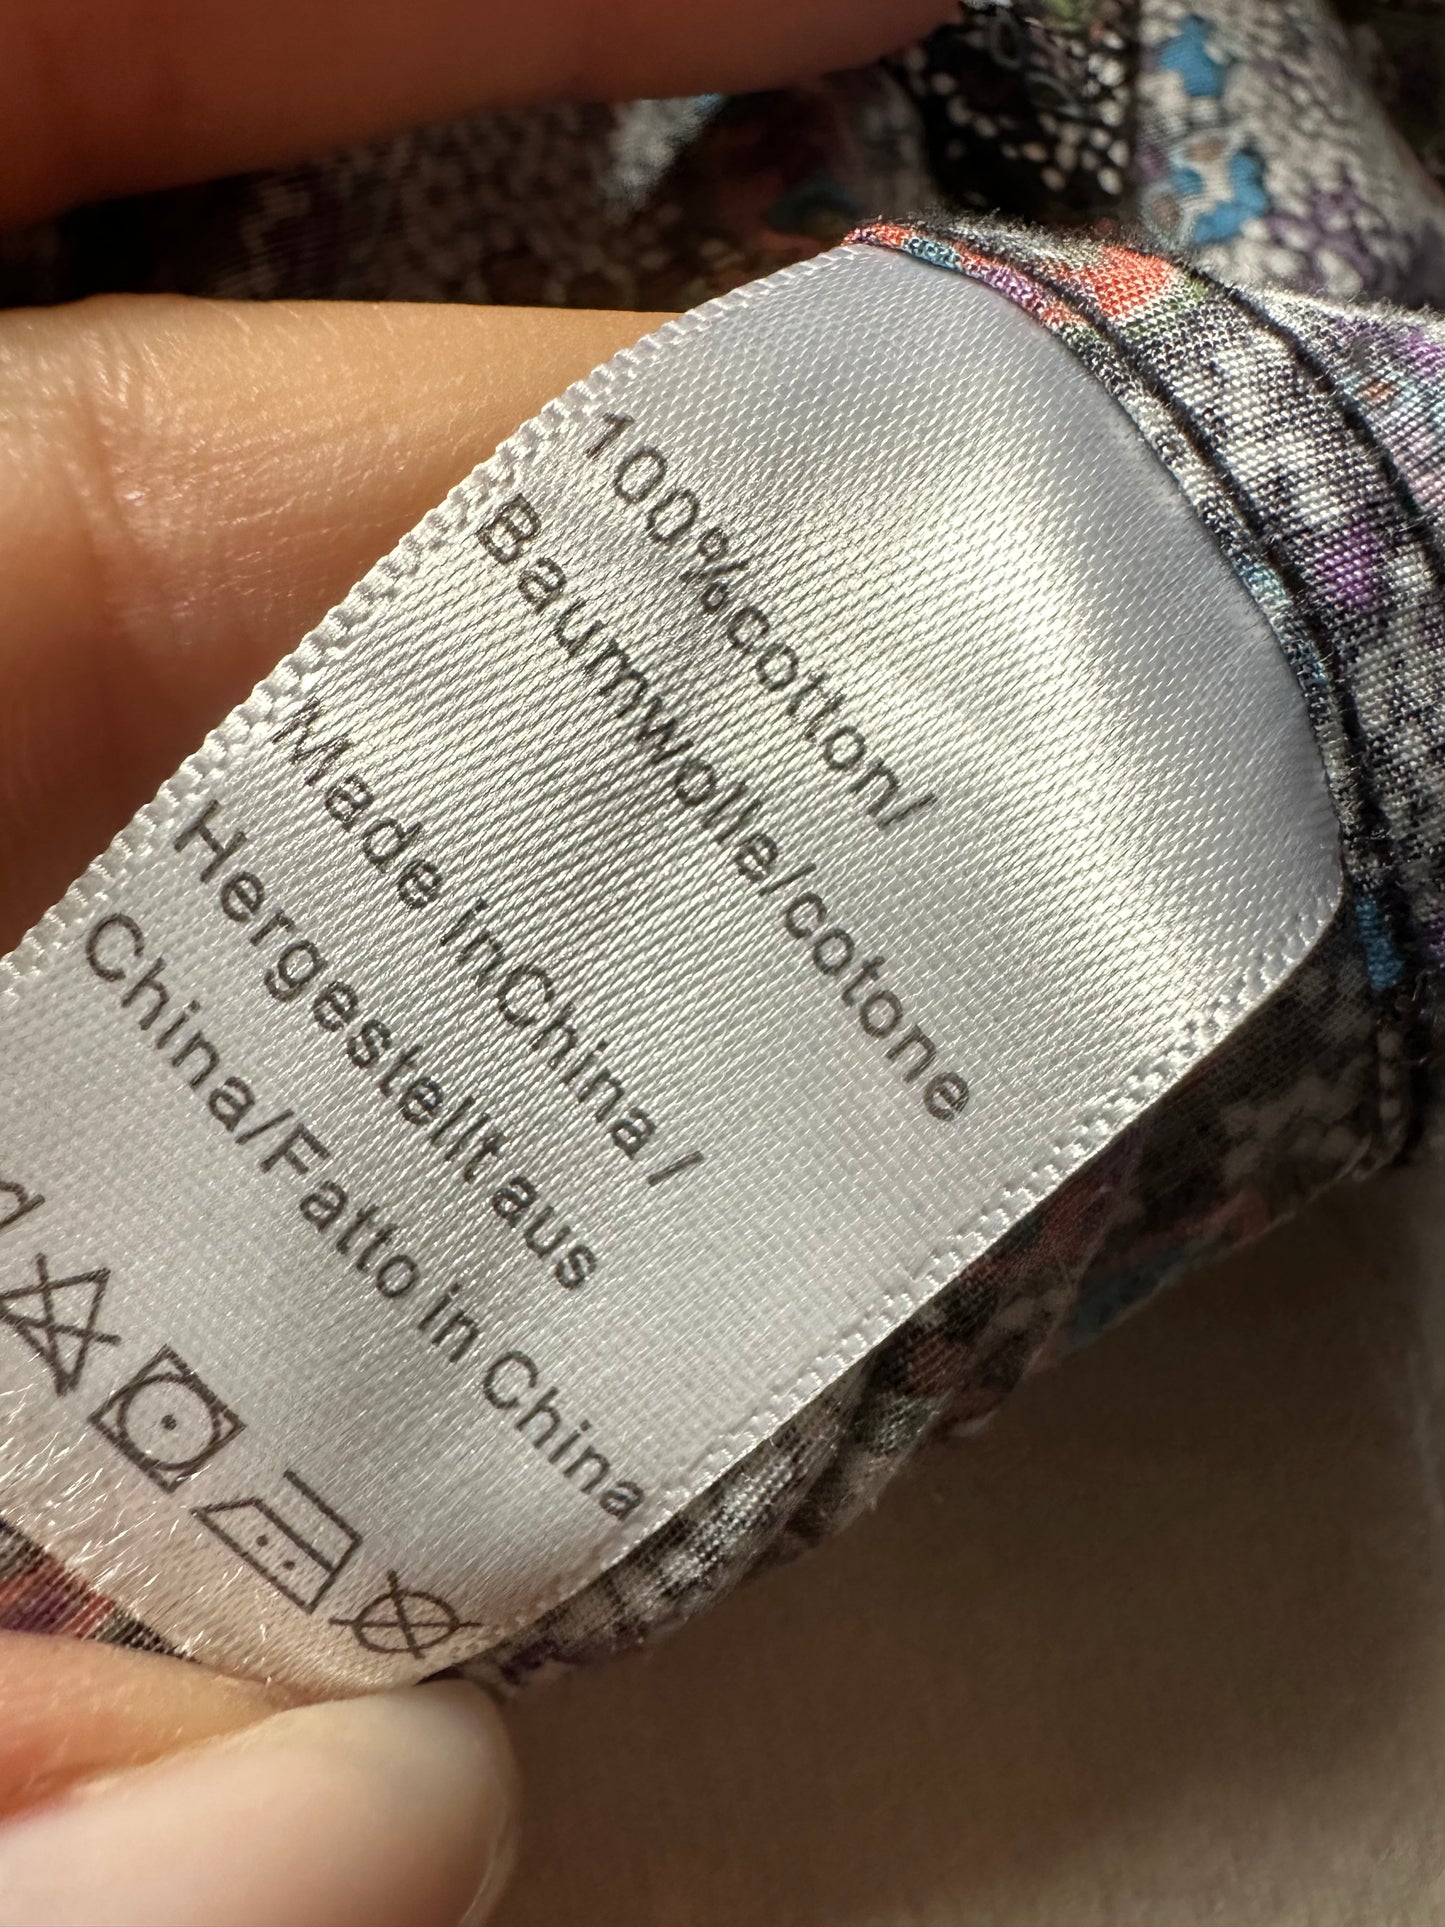 100%cotton/
Baumwolle/cotone
Made inChina/
Hergestellt aus
China/Fatto in China